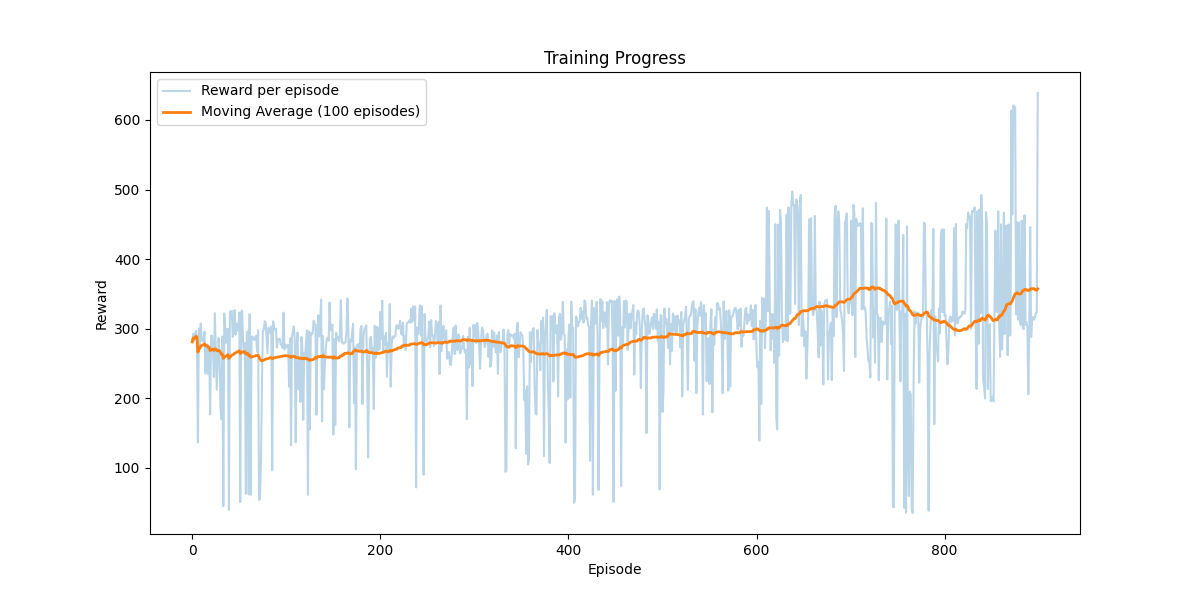 Training Progress
Reward per episode
Moving Average (100 episodes)
600
500
400
300
200
100
Reward
0
200
400
600
800
Episode